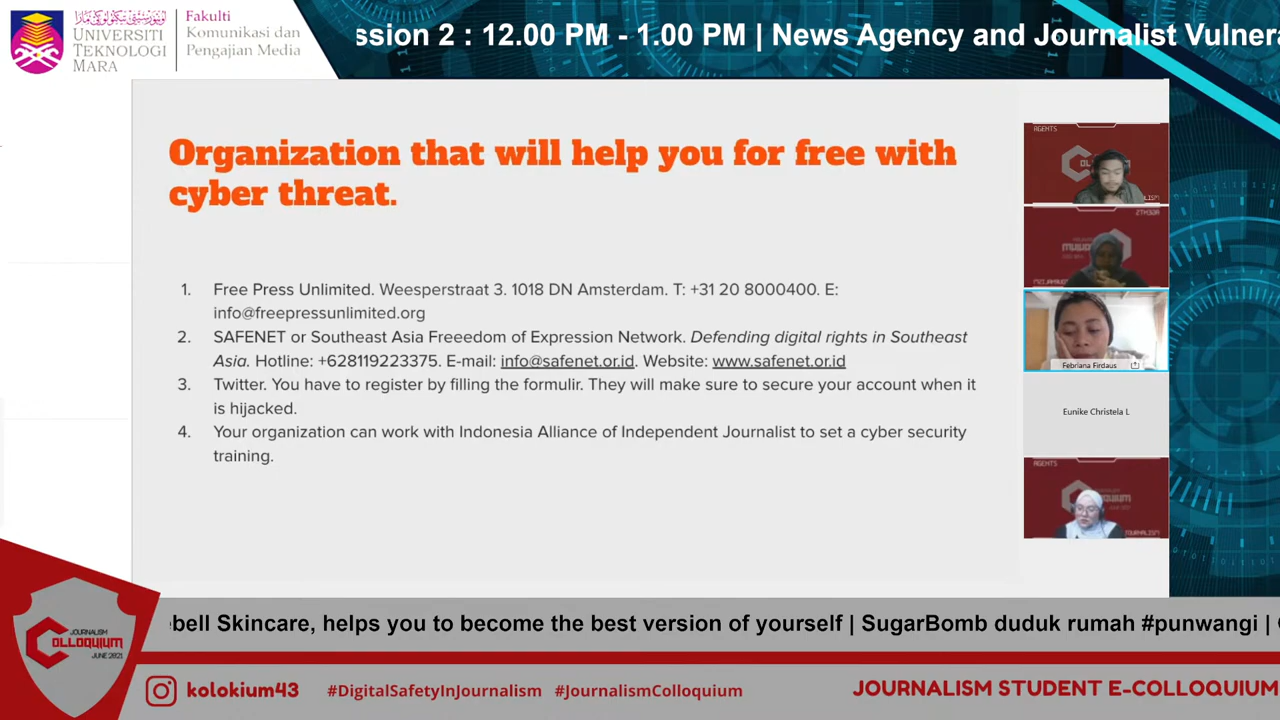 UNIVERSITI
TEKNOLOGI
MARA
Fakulti
Komunikasi dan
Pengajian Media
ssion 2 : 12.00 PM - 1.00 PM | News Agency and Journalist Vulnera
Organization that will help you for free with
cyber threat.
1. Free Press Unlimited. Weesperstraat 3. 1018 DN Amsterdam. T: +31 20 8000400. E:
info@freepressunlimited.org
2. SAFENET or Southeast Asia Freeedom of Expression Network. Defending digital rights in Southeast
Asia. Hotline: +628119223375. E-mail: info@safenet.or.id. Website: www.safenet.or.id
3. Twitter. You have to register by filling the formulir. They will make sure to secure your account when it
is hijacked.
4. Your organization can work with Indonesia Alliance of Independent Journalist to set a cyber security
training.
AGENTS
Febriana Firdaus
Eunike Christela L
AGENTS
JOURNALISM
COLLOQUIUM
JUNE 2021
bell Skincare, helps you to become the best version of yourself | SugarBomb duduk rumah #punwangi |
kolokium43
#DigitalSafetyInJournalism #JournalismColloquium
JOURNALISM STUDENT E-COLLOQUIUM